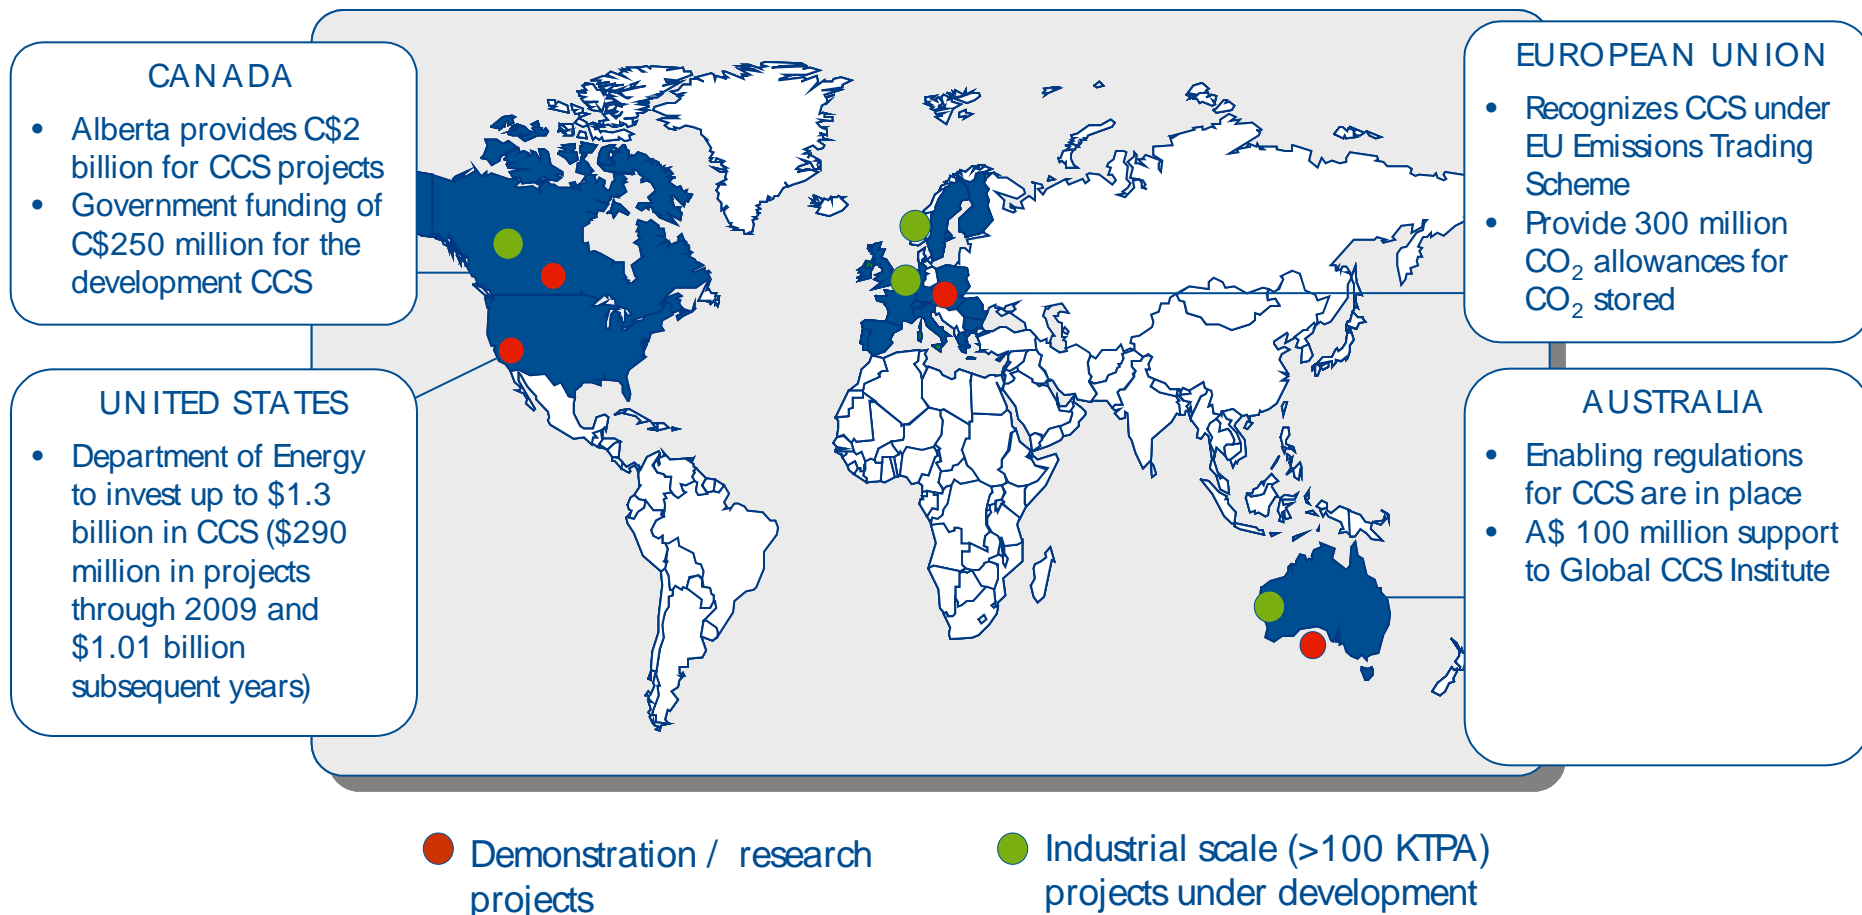 CANADA
• Alberta provides C$2
billion for CCS projects
• Government funding of
C$250 million for the
development CCS
UNITED STATES
• Department of Energy
to invest up to $1.3
billion in CCS ($290
million in projects
through 2009 and
$1.01 billion
subsequent years)
EUROPEAN UNION
• Recognizes CCS under
EU Emissions Trading
Scheme
• Provide 300 million
CO₂ allowances for
CO₂ stored
AUSTRALIA
• Enabling regulations
for CCS are in place
• A$ 100 million support
to Global CCS Institute
Demonstration / research
projects
Industrial scale (>100 KTPA)
projects under development